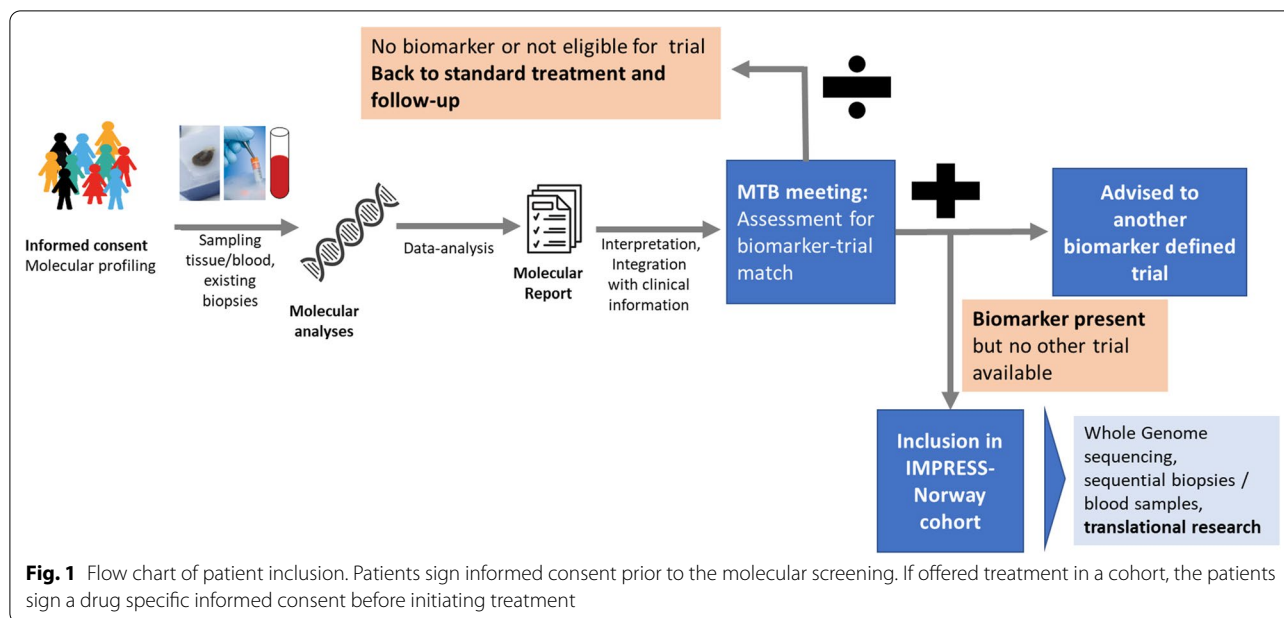 No biomarker or not eligible for trial
Back to standard treatment and
follow-up
Informed consent
Molecular profiling
Sampling
tissue/blood,
existing
biopsies
Molecular
analyses
Data-analysis
Molecular
Report
Interpretation,
Integration
with clinical
information
MTB meeting:
Assessment for
biomarker-trial
match
Advised to
another
biomarker defined
trial
Biomarker present
but no other trial
available
Inclusion in
IMPRESS-
Norway
cohort
Whole Genome
sequencing,
sequential biopsies /
blood samples,
translational research
Fig. 1 Flow chart of patient inclusion. Patients sign informed consent prior to the molecular screening. If offered treatment in a cohort, the patients
sign a drug specific informed consent before initiating treatment